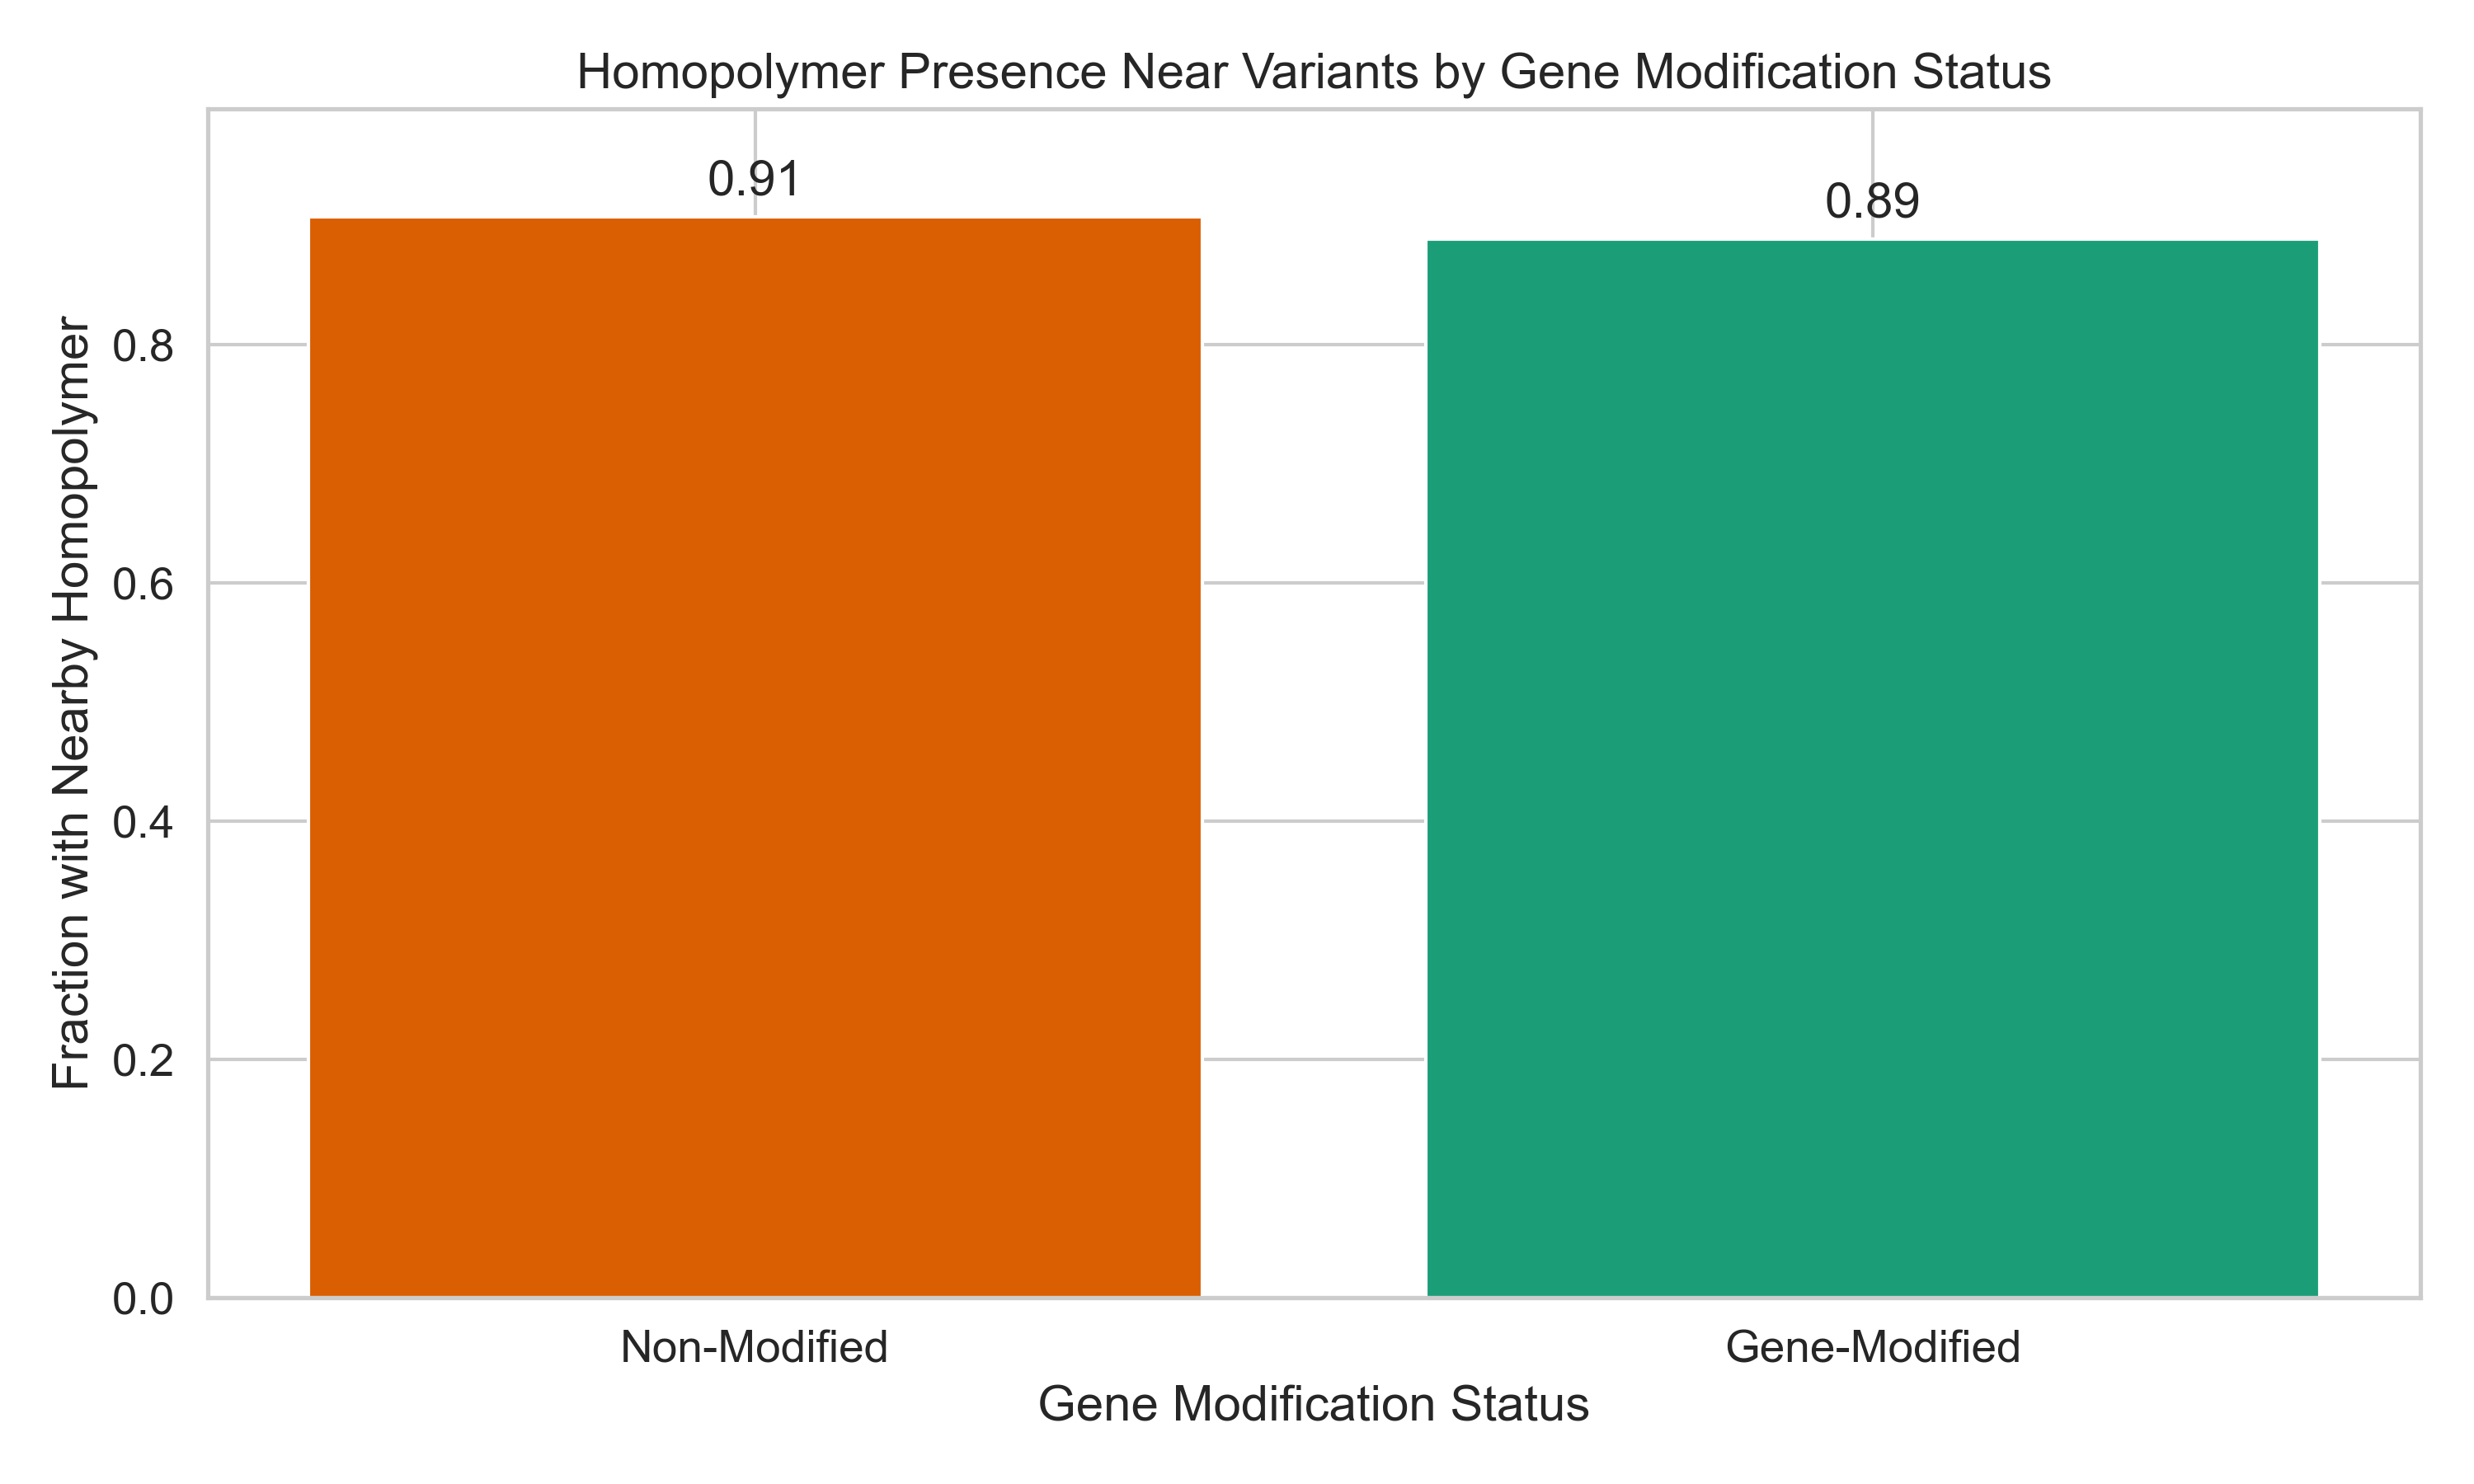 Homopolymer Presence Near Variants by Gene Modification Status
0.91
0.89
Fraction with Nearby Homopolymer
0.8
0.6
0.4
0.2
0.0
Non-Modified
Gene-Modified
Gene Modification Status